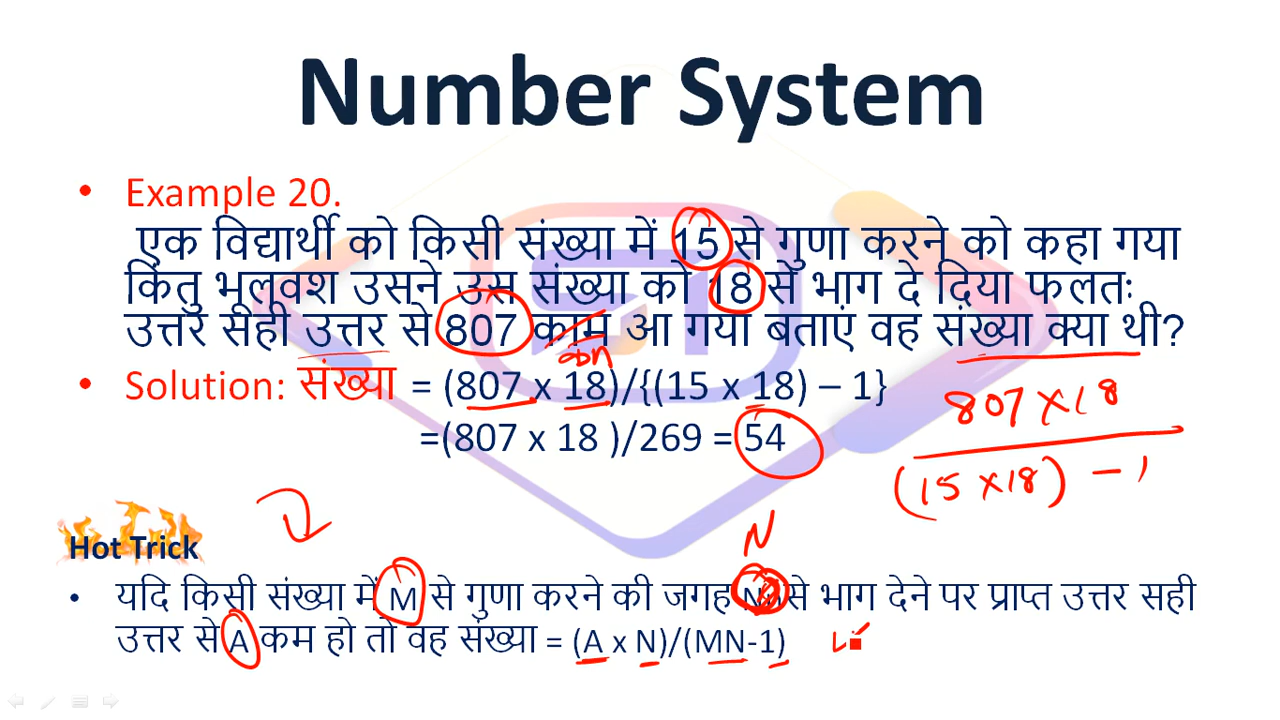 Number System
• Example 20.
एक विद्यार्थी को किसी संख्या में 15 से गुणा करने को कहा गया
किंतु भूलवश उसने उस संख्या को 18 से भाग दे दिया फलतः
उत्तर सही उत्तर से 807 काम आ गया बताएं वह संख्या क्या थी?
कम
• Solution: संख्या = (807 x 18)/{(15 x 18) – 1}
807 x 18
=(807 x 18 )/269 = 54
(15 x 18) - 1
N
Hot Trick
• यदि किसी संख्या में M से गुणा करने की जगह से भाग देने पर प्राप्त उत्तर सही
उत्तर से A कम हो तो वह संख्या = (A x N)/(MN-1)